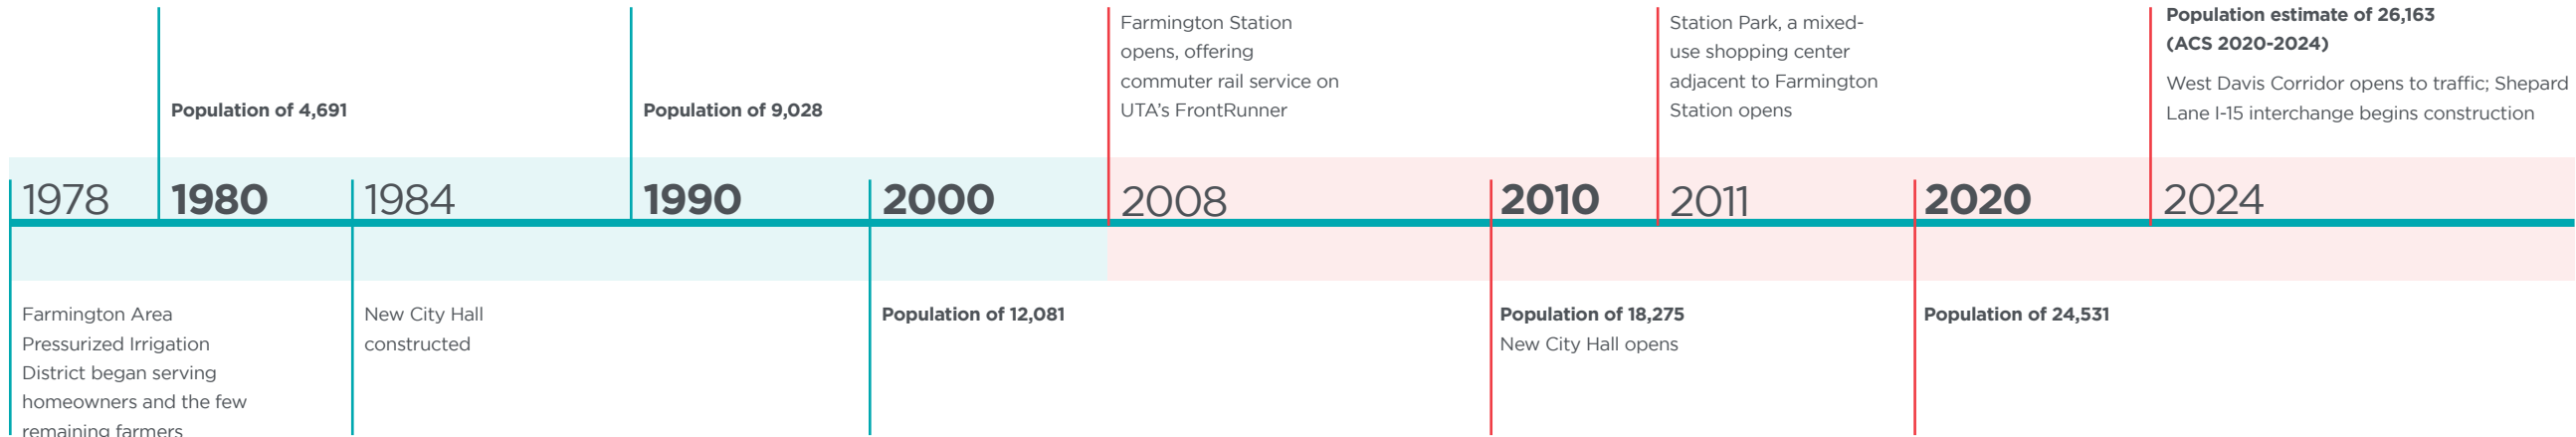 Population of 4,691
Population of 9,028
Farmington Station
opens, offering
commuter rail service on
UTA's FrontRunner
Station Park, a mixed-
use shopping center
adjacent to Farmington
Station opens
Population estimate of 26,163
(ACS 2020-2024)
West Davis Corridor opens to traffic; Shepard
Lane I-15 interchange begins construction
1978
1980
1984
1990
2000
2008
2010
2011
2020
2024
Farmington Area
Pressurized Irrigation
District began serving
homeowners and the few
remaining farmers
New City Hall
constructed
Population of 12,081
Population of 18,275
New City Hall opens
Population of 24,531